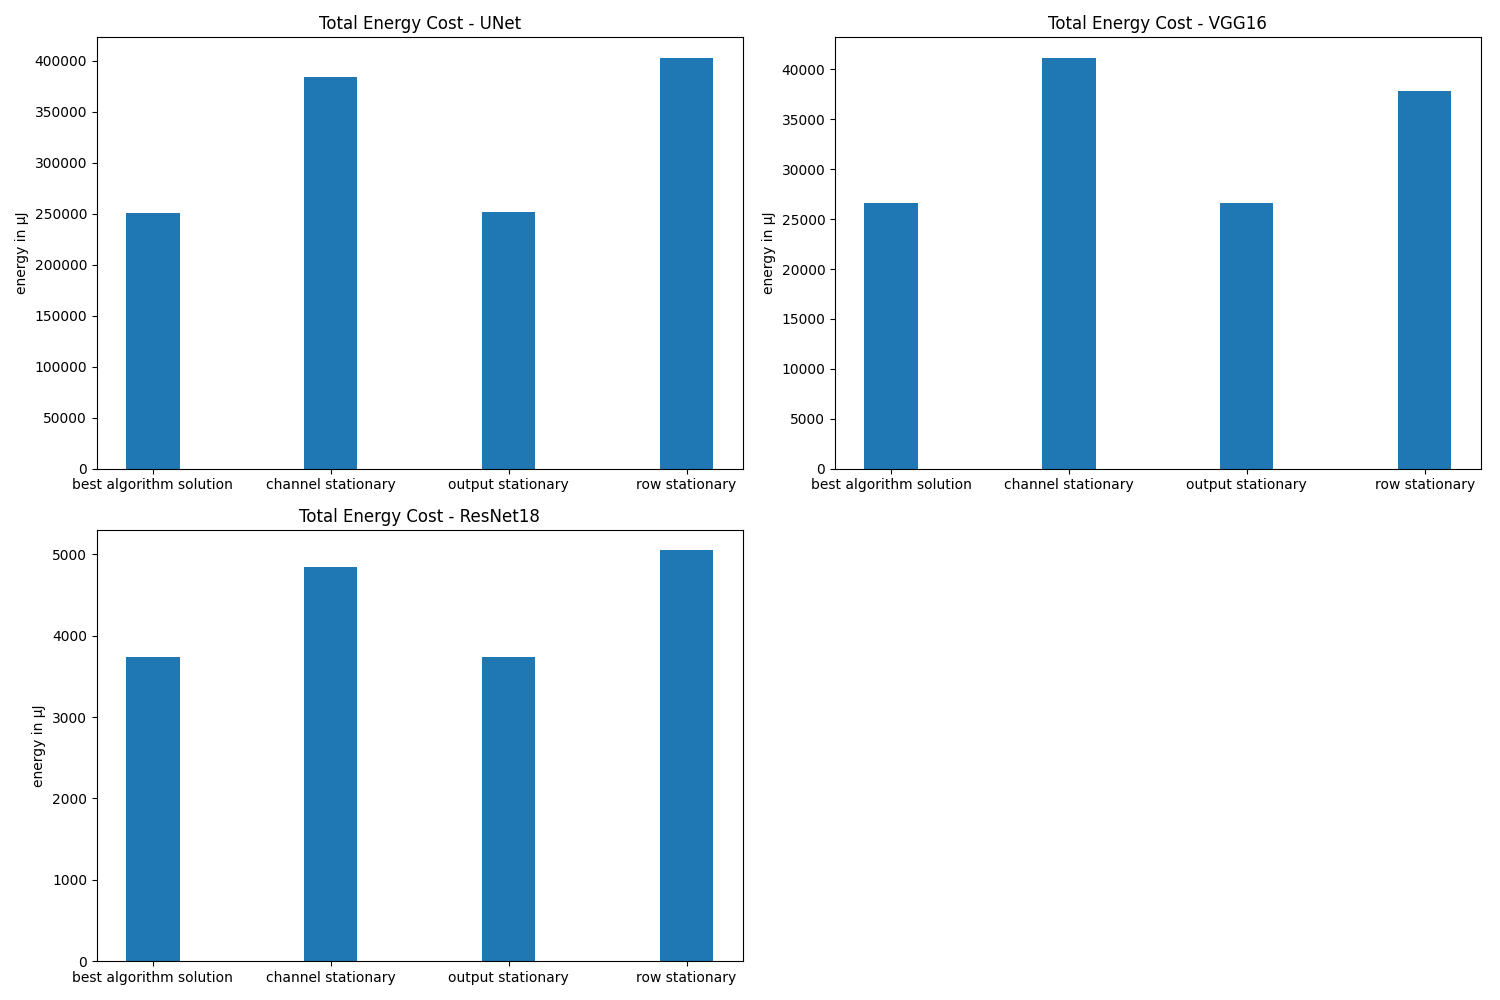 Total Energy Cost - UNet
energy in µJ
400000
350000
300000
250000
200000
150000
100000
50000
0
best algorithm solution
channel stationary
output stationary
row stationary
Total Energy Cost - VGG16
energy in µJ
40000
35000
30000
25000
20000
15000
10000
5000
0
best algorithm solution
channel stationary
output stationary
row stationary
Total Energy Cost - ResNet18
energy in µJ
5000
4000
3000
2000
1000
0
best algorithm solution
channel stationary
output stationary
row stationary